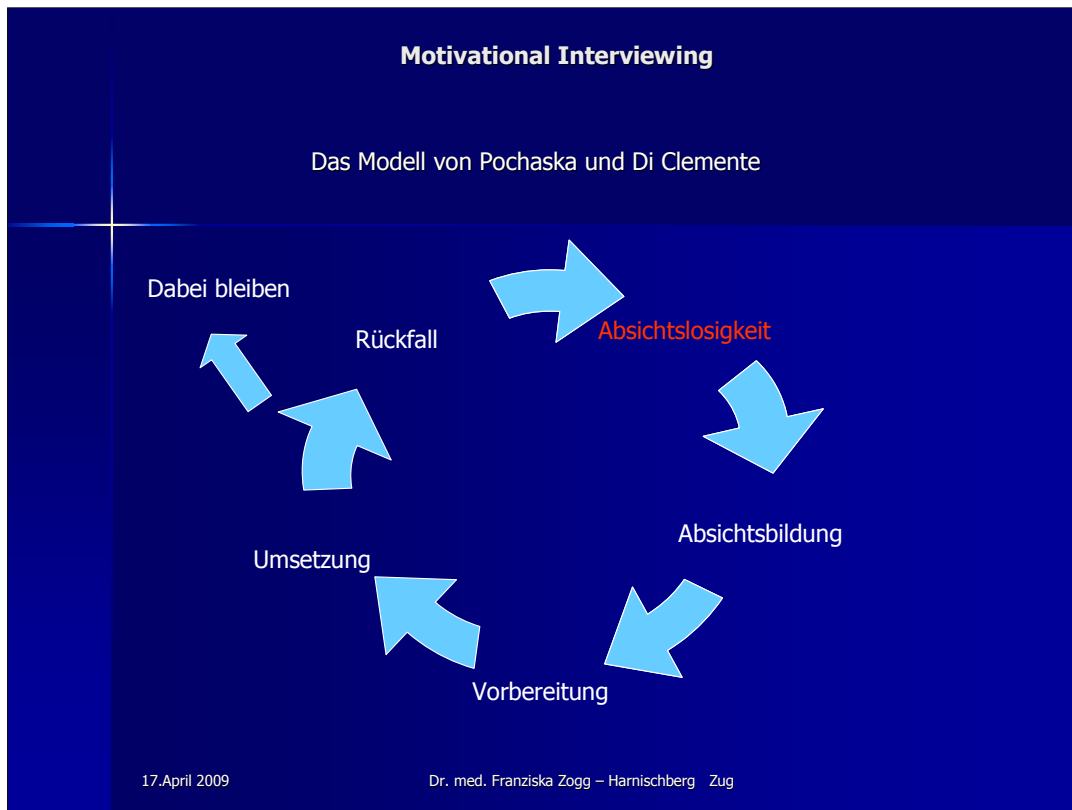 Motivational Interviewing
Das Modell von Pochaska und Di Clemente
Dabei bleiben
Rückfall
Absichtslosigkeit
Absichtsbildung
Umsetzung
Vorbereitung
17.April 2009
Dr. med. Franziska Zogg – Harnischberg Zug